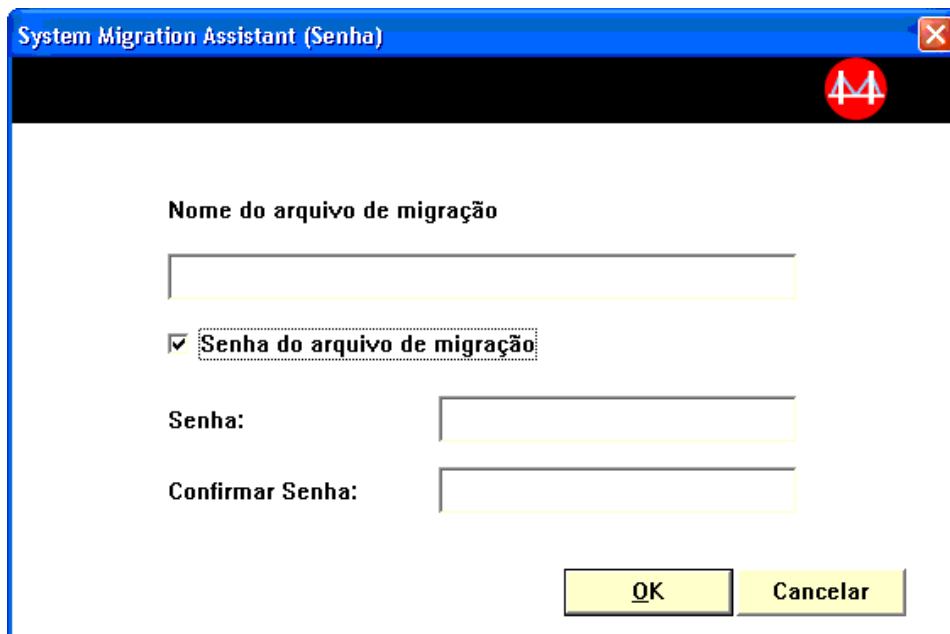 System Migration Assistant (Senha)
Nome do arquivo de migração
Senha do arquivo de migração
Senha:
Confirmar Senha:
OK Cancelar